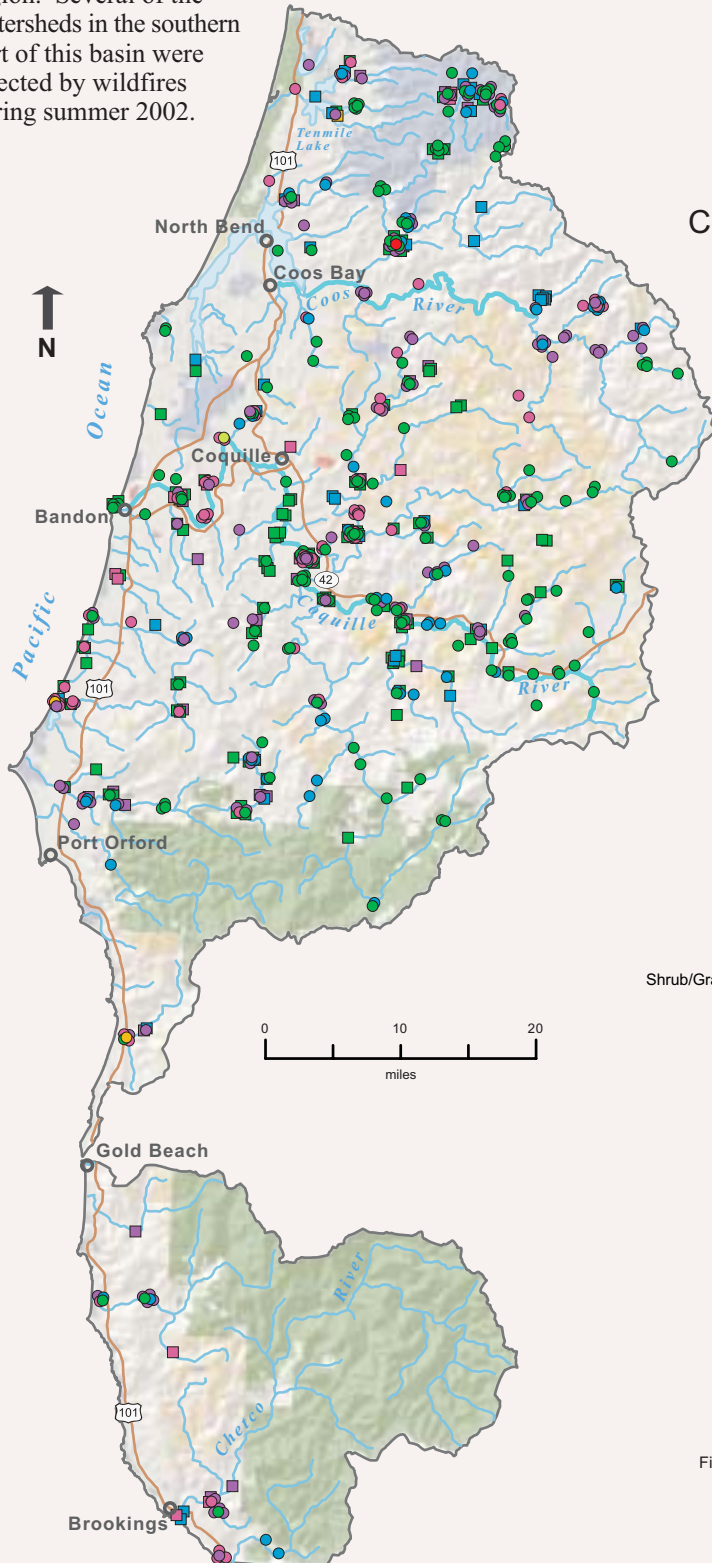 tersheds in the southern
rt of this basin were
ected by wildfires
ring summer 2002.
Tenmile
Lake
101
North Bend
C
Coos Bay
Coos River
N
Pacific Ocean
Coquille
Bandon
42
Coquille River
101
Port Orford
Shrub/Gra
0 10 20
miles
Gold Beach
Chetco River
101
Fi
Brookings